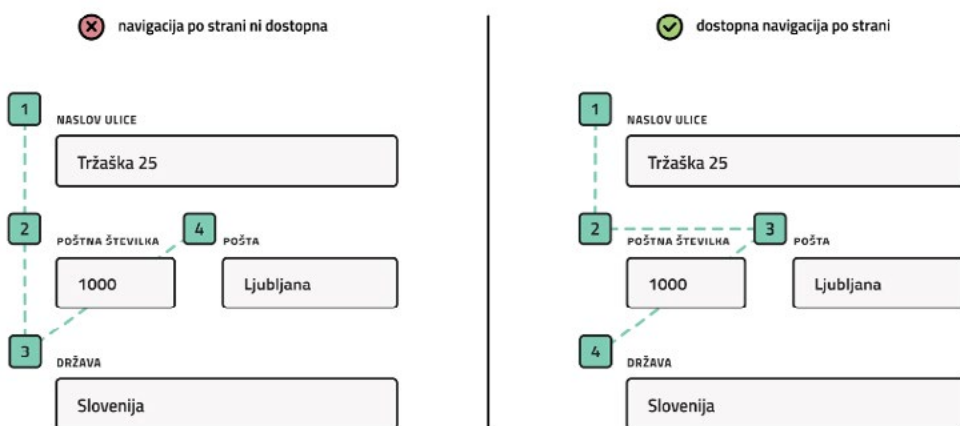 navigacija po strani ni dostopna
1
NASLOV ULICE
Tržaška 25
2
POŠTNA ŠTEVILKA
4
POŠTA
1000
Ljubljana
3
DRŽAVA
Slovenija
dostopna navigacija po strani
1
NASLOV ULICE
Tržaška 25
2
POŠTNA ŠTEVILKA
3
POŠTA
1000
Ljubljana
4
DRŽAVA
Slovenija